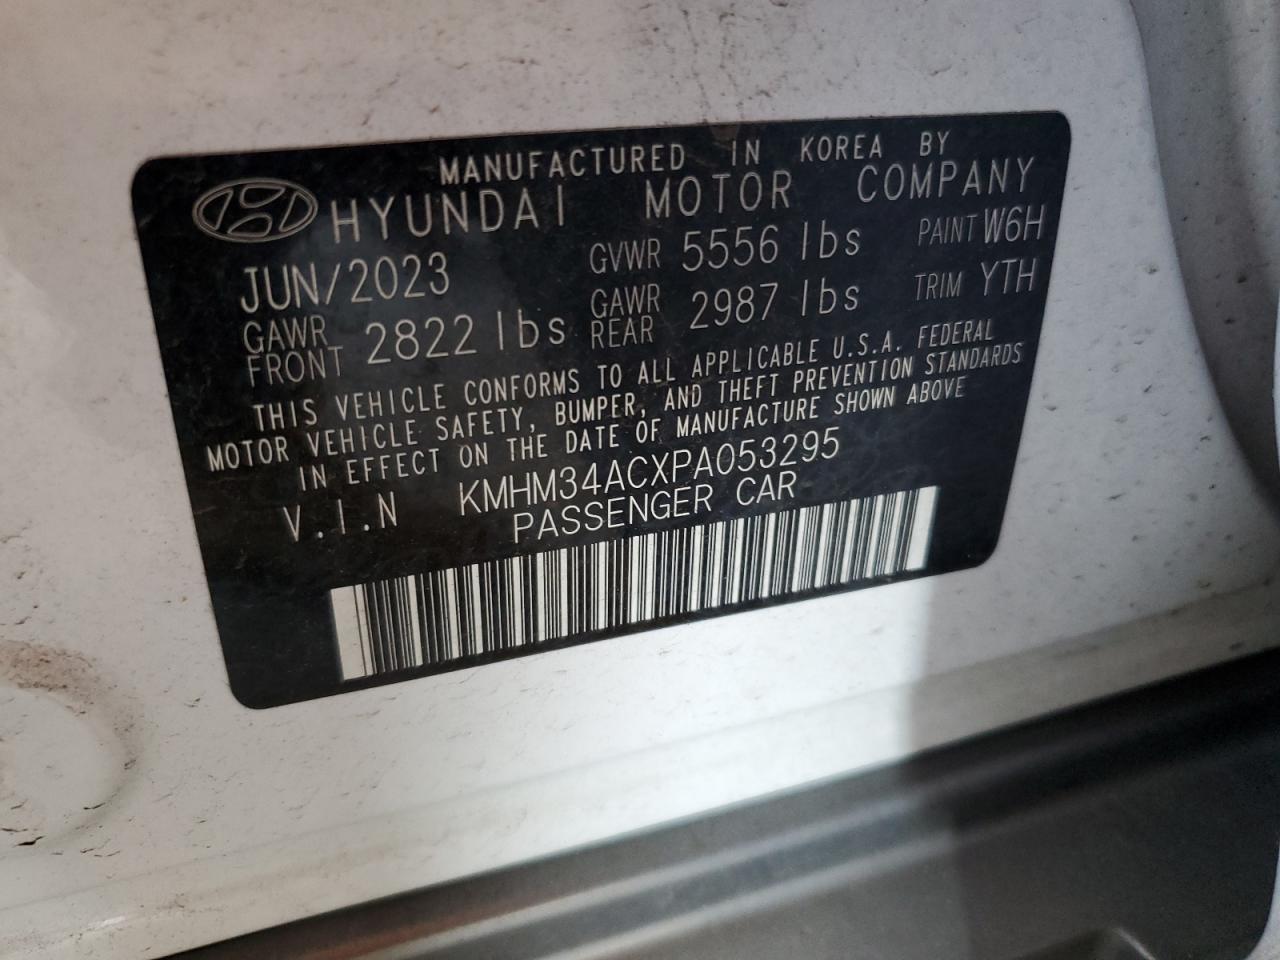 MANUFACTURED IN KOREA BY
HYUNDAI MOTOR COMPANY
JUN/2023 GVWR 5556 lbs PAINT W6H
GAWR FRONT 2822 lbs GAWR REAR 2987 lbs TRIM YTH
THIS VEHICLE CONFORMS TO ALL APPLICABLE U.S.A. FEDERAL
MOTOR VEHICLE SAFETY, BUMPER, AND THEFT PREVENTION STANDARDS
IN EFFECT ON THE DATE OF MANUFACTURE SHOWN ABOVE
V.I.N KMHM34ACXPA053295
PASSENGER CAR